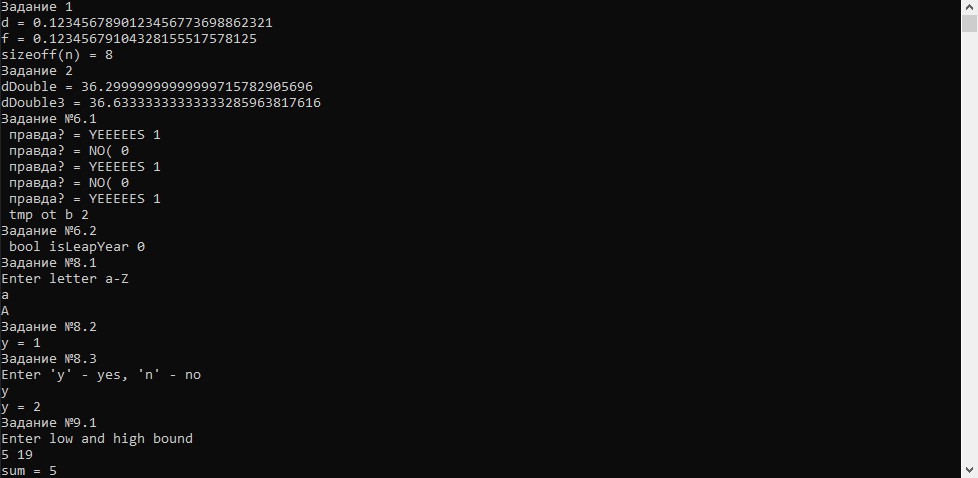 Задание 1
d = 0.1234567890123456773698862321
f = 0.12345679104328155517578125
sizeoff(n) = 8
Задание 2
dDouble = 36.29999999999999715782905696
dDouble3 = 36.63333333333333285963817616
Задание №6.1
правда? = YEEEEES 1
правда? = NO( 0
правда? = YEEEEES 1
правда? = NO( 0
правда? = YEEEEES 1
tmp ot b 2
Задание №6.2
bool isLeapYear 0
Задание №8.1
Enter letter a-Z
a
A
Задание №8.2
y = 1
Задание №8.3
Enter 'y' - yes, 'n' - no
y
y = 2
Задание №9.1
Enter low and high bound
5 19
sum = 5